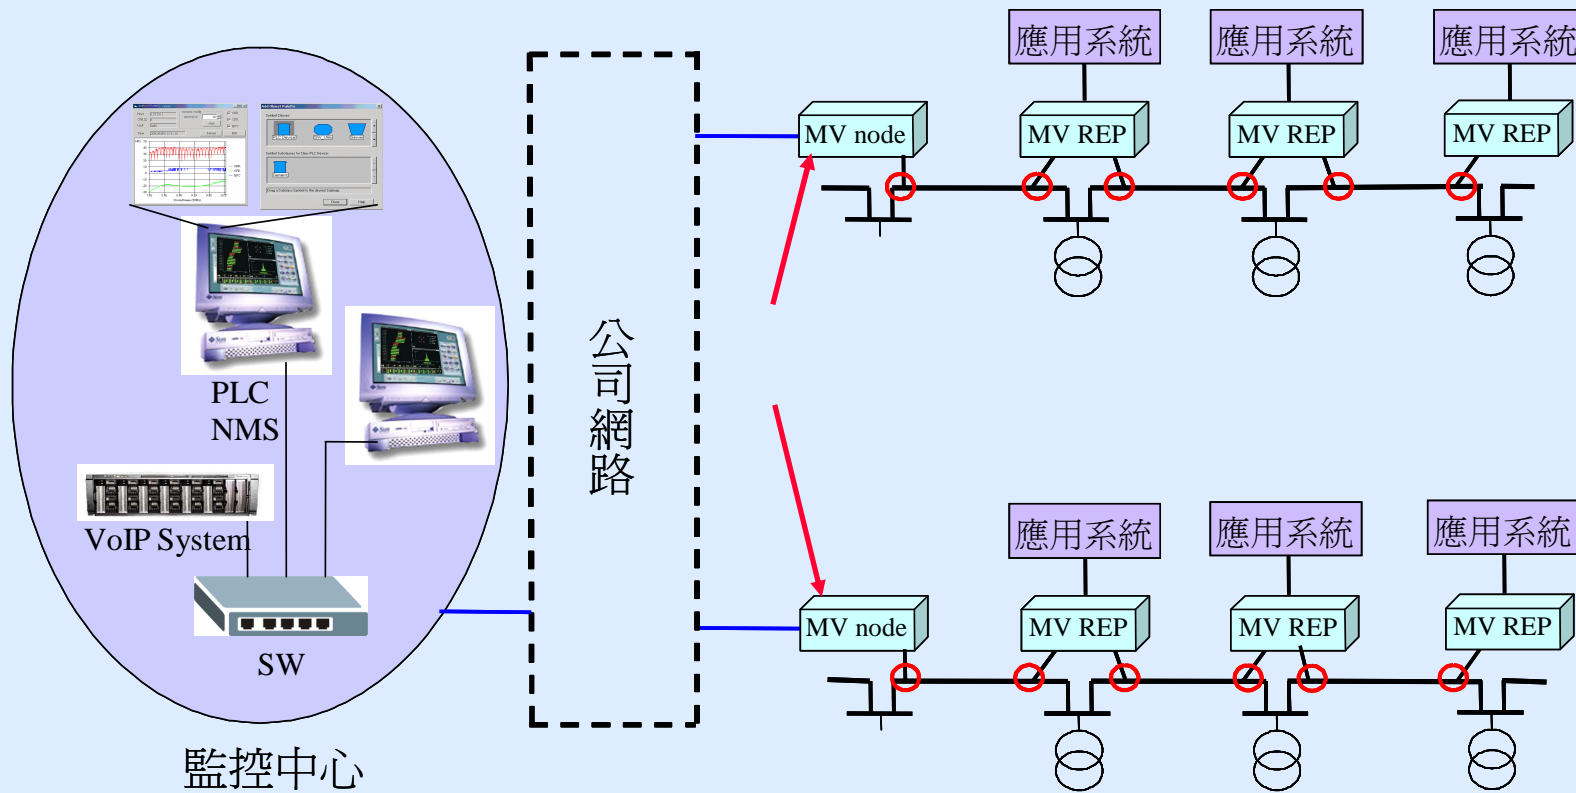 應用系統
應用系統
應用系統
MV node
MV REP
MV REP
MV REP
PLC
NMS
VoIP System
SW
監控中心
公司網路
應用系統
應用系統
應用系統
MV node
MV REP
MV REP
MV REP